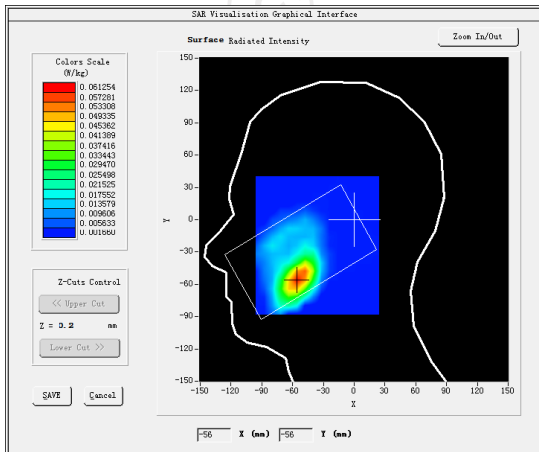 SAR Visualisation Graphical Interface
Surface Radiated Intensity
Zoom In/Out
Colors Scale
(W/kg)
0.061254
0.057281
0.053308
0.049335
0.045362
0.041389
0.037416
0.033443
0.029470
0.025498
0.021525
0.017552
0.013579
0.009606
0.005633
0.001660
Z-Cuts Control
<< Upper Cut
Z = 0.2 mm
Lower Cut >>
SAVE
Cancel
150
120
90
60
30
0
-30
-60
-90
-120
-150
Y
-150 -120 -90 -60 -30 0 30 60 90 120 150
X
-56 X (mm) -56 Y (mm)